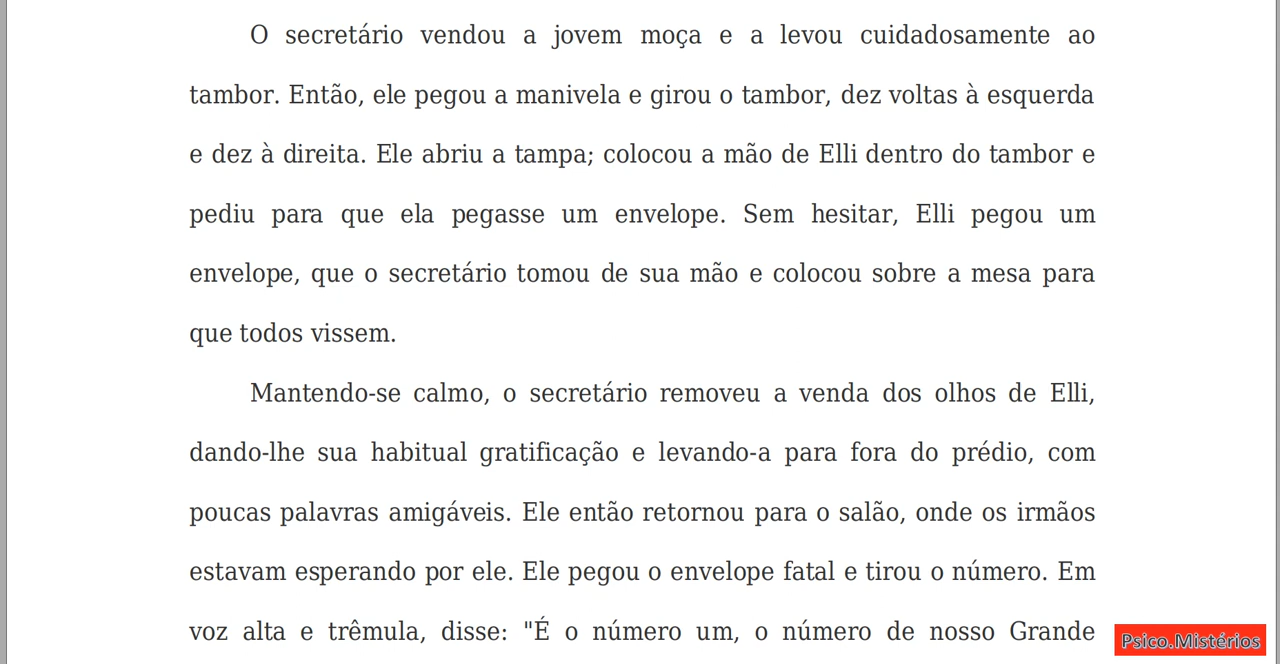 O secretário vendou a jovem moça e a levou cuidadosamente ao
tambor. Então, ele pegou a manivela e girou o tambor, dez voltas à esquerda
e dez à direita. Ele abriu a tampa; colocou a mão de Elli dentro do tambor e
pediu para que ela pegasse um envelope. Sem hesitar, Elli pegou um
envelope, que o secretário tomou de sua mão e colocou sobre a mesa para
que todos vissem.
Mantendo-se calmo, o secretário removeu a venda dos olhos de Elli,
dando-lhe sua habitual gratificação e levando-a para fora do prédio, com
poucas palavras amigáveis. Ele então retornou para o salão, onde os irmãos
estavam esperando por ele. Ele pegou o envelope fatal e tirou o número. Em
voz alta e trêmula, disse: "É o número um, o número de nosso Grande
Psico.Mistérios